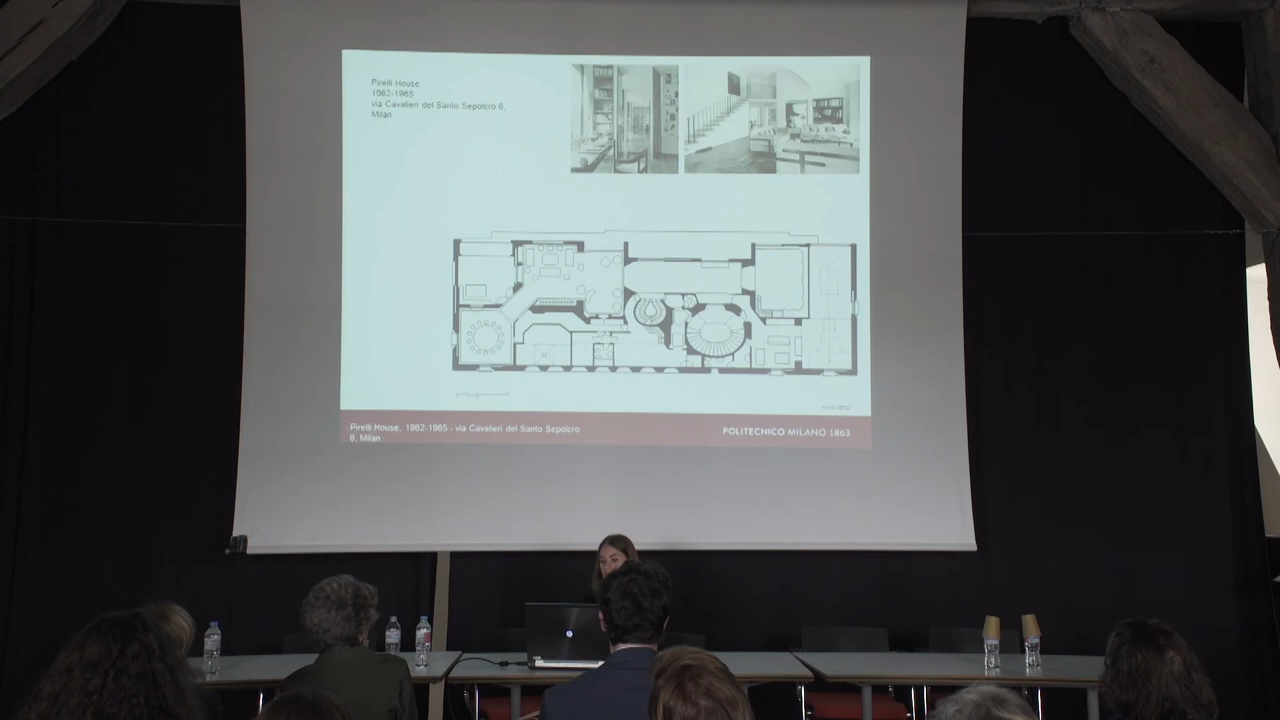 Pirelli House
1962-1965
via Cavalieri del Santo Sepolcro 6,
Milan
Pirelli House, 1962-1965 - via Cavalieri del Santo Sepolcro
6, Milan
POLITECNICO MILANO 1863